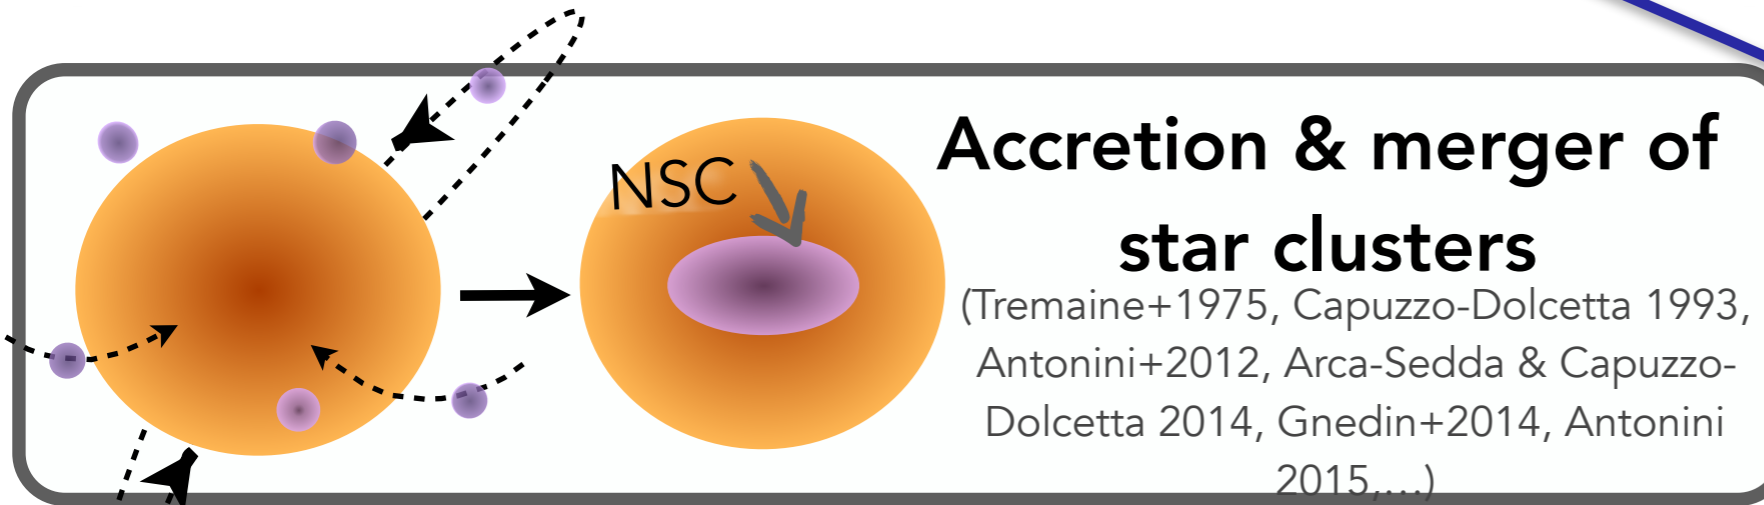 NSC
Accretion & merger of
star clusters
(Tremaine+1975, Capuzzo-Dolcetta 1993,
Antonini+2012, Arca-Sedda & Capuzzo-
Dolcetta 2014, Gnedin+2014, Antonini
2015,...)